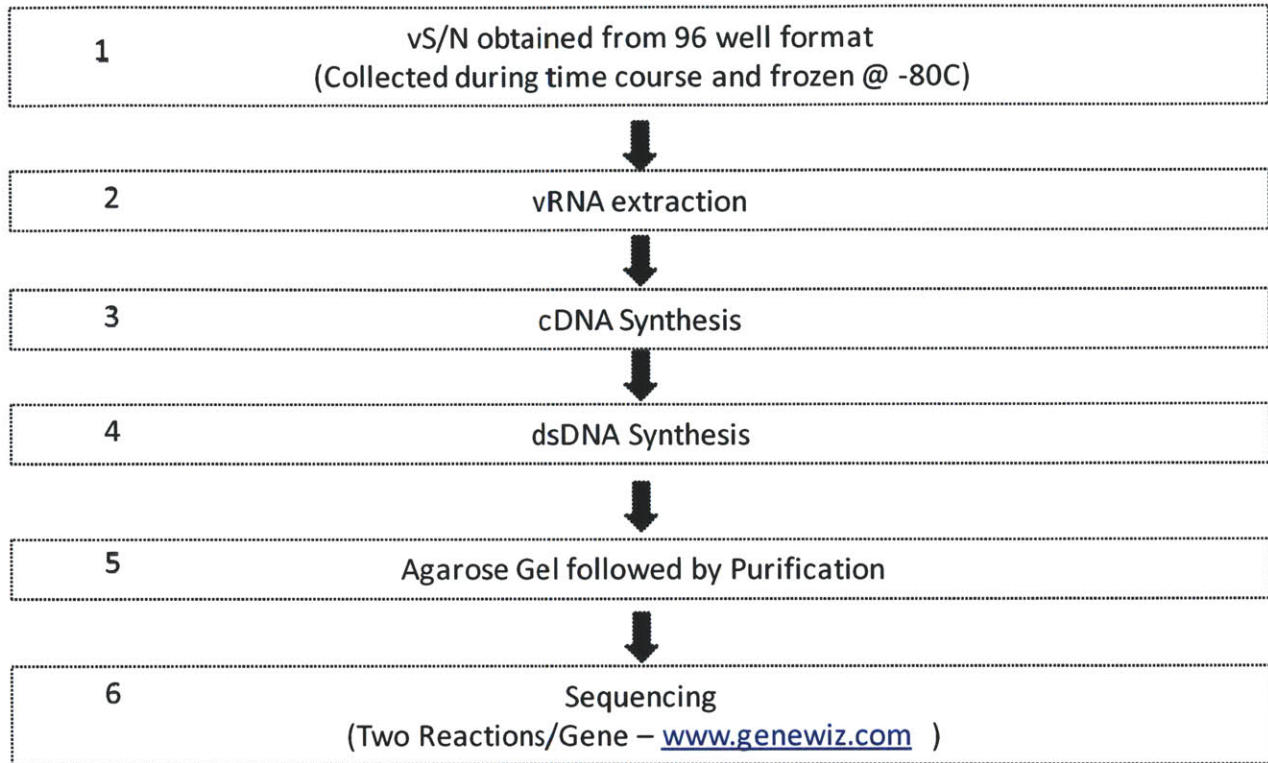 1
vS/N obtained from 96 well format
(Collected during time course and frozen @ -80C)
2
vRNA extraction
3
cDNA Synthesis
4
dsDNA Synthesis
5
Agarose Gel followed by Purification
6
Sequencing
(Two Reactions/Gene – www.genewiz.com )